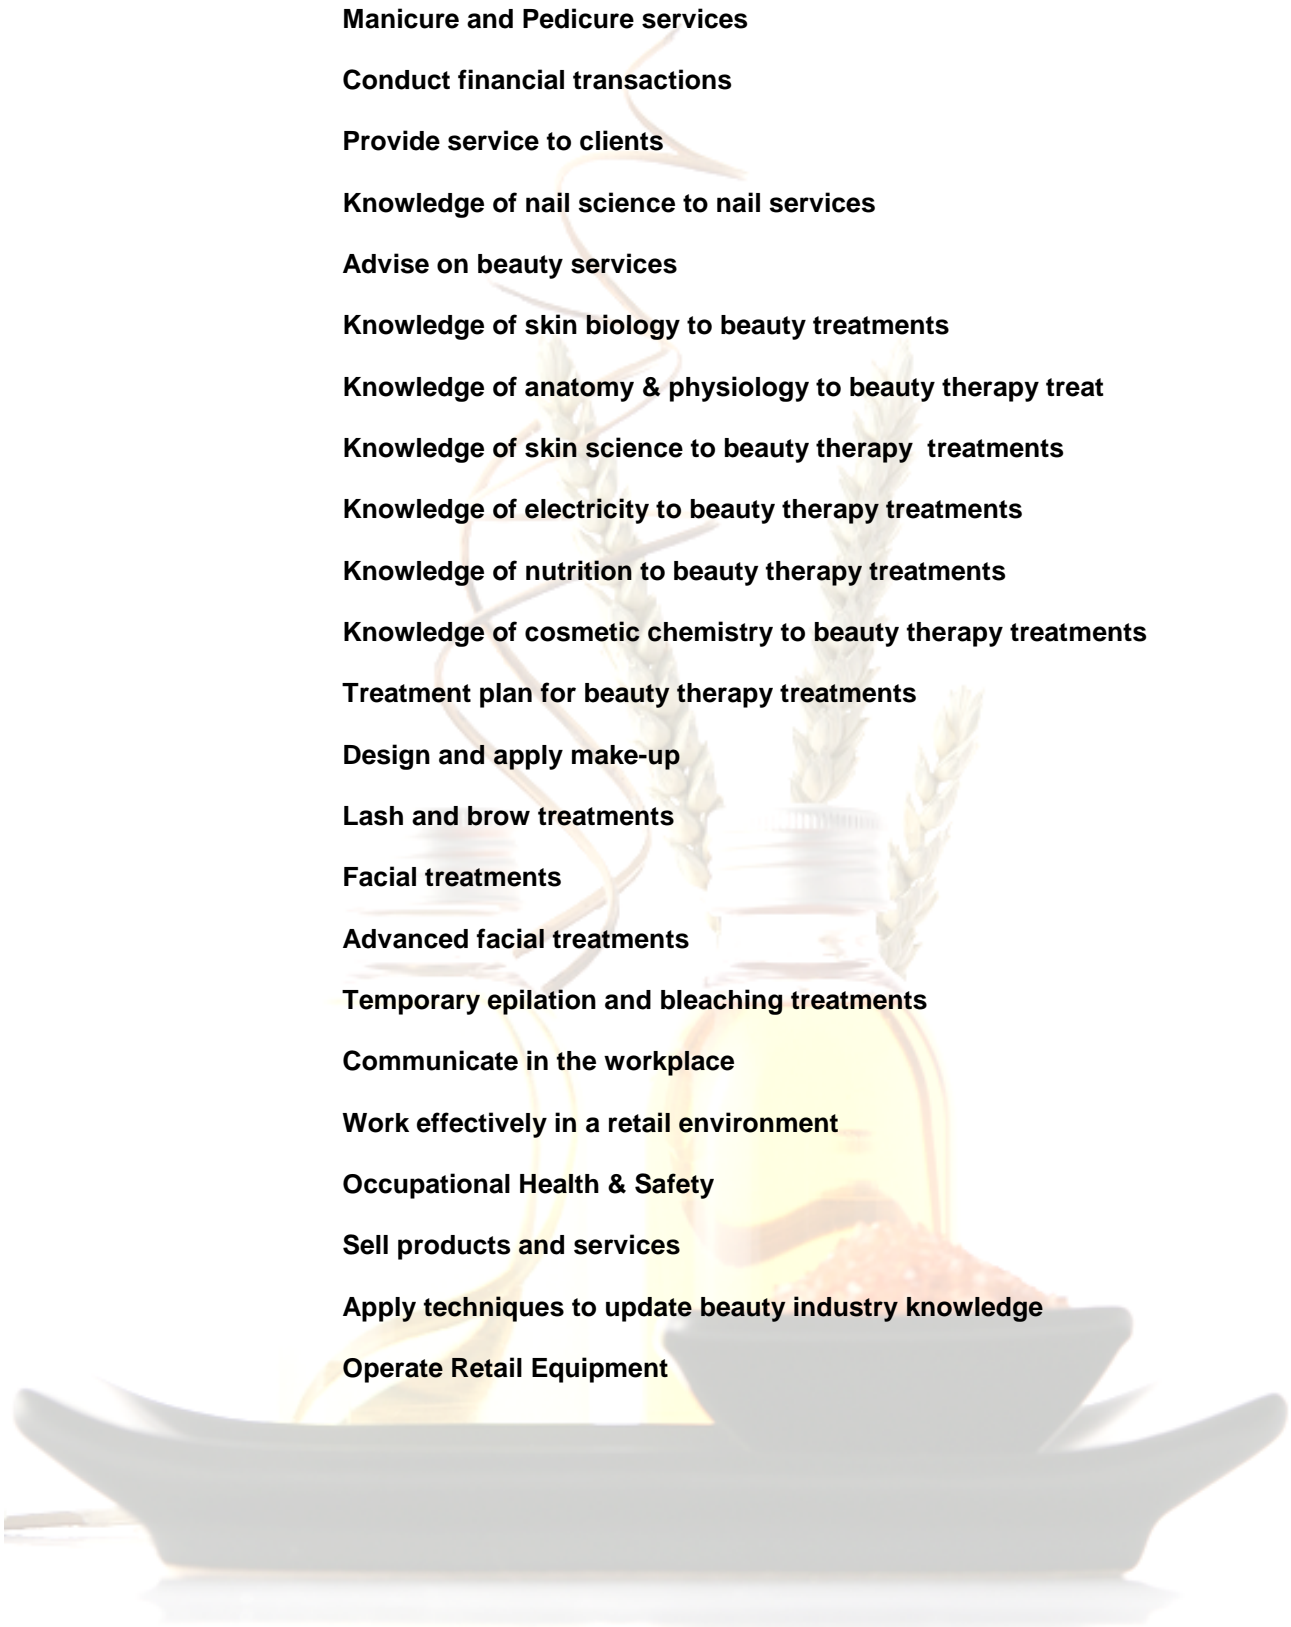 Manicure and Pedicure services
Conduct financial transactions
Provide service to clients
Knowledge of nail science to nail services
Advise on beauty services
Knowledge of skin biology to beauty treatments
Knowledge of anatomy & physiology to beauty therapy treat
Knowledge of skin science to beauty therapy  treatments
Knowledge of electricity to beauty therapy treatments
Knowledge of nutrition to beauty therapy treatments
Knowledge of cosmetic chemistry to beauty therapy treatments
Treatment plan for beauty therapy treatments
Design and apply make-up
Lash and brow treatments
Facial treatments
Advanced facial treatments
Temporary epilation and bleaching treatments
Communicate in the workplace
Work effectively in a retail environment
Occupational Health & Safety
Sell products and services
Apply techniques to update beauty industry knowledge
Operate Retail Equipment